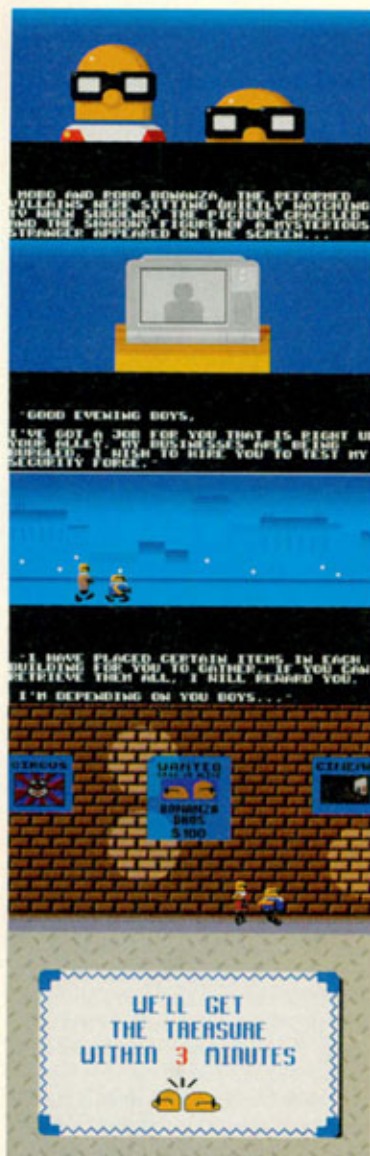 MOBO AND ROBO BONANZA, THE REFORMED
VILLAINS WERE SITTING QUIETLY WATCHING
TV WHEN SUDDENLY THE PICTURE CRACKLED
AND THE SHADOWY FIGURE OF A MYSTERIOUS
STRANGER APPEARED ON THE SCREEN...
"GOOD EVENING BOYS,
I'VE GOT A JOB FOR YOU THAT IS RIGHT UP
YOUR ALLEY. MY BUSINESSES ARE BEING
BURGLED. I WISH TO HIRE YOU TO TEST MY
SECURITY FORCE."
"I HAVE PLACED CERTAIN ITEMS IN EACH
BUILDING FOR YOU TO GATHER. IF YOU CAN
RETRIEVE THEM ALL, I WILL REWARD YOU.
I'M DEPENDING ON YOU BOYS..."
CIRCUS
WANTED
DEAD OR ALIVE
BONANZA
BROS
$100
CINEMA
WE'LL GET
THE TREASURE
WITHIN 3 MINUTES